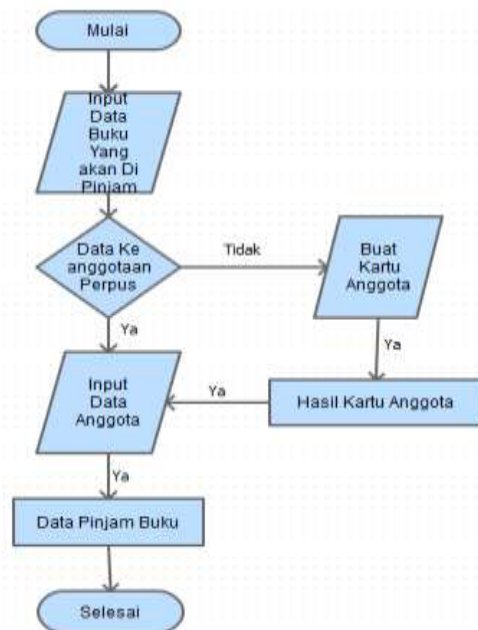 Mulai
Input
Data
Buku
Yang
akan Di
Pinjam
Data Ke
anggotaan
Perpus
Tidak
Buat
Kartu
Anggota
Ya
Ya
Input
Data
Anggota
Ya
Hasil Kartu Anggota
Ya
Data Pinjam Buku
Selesai